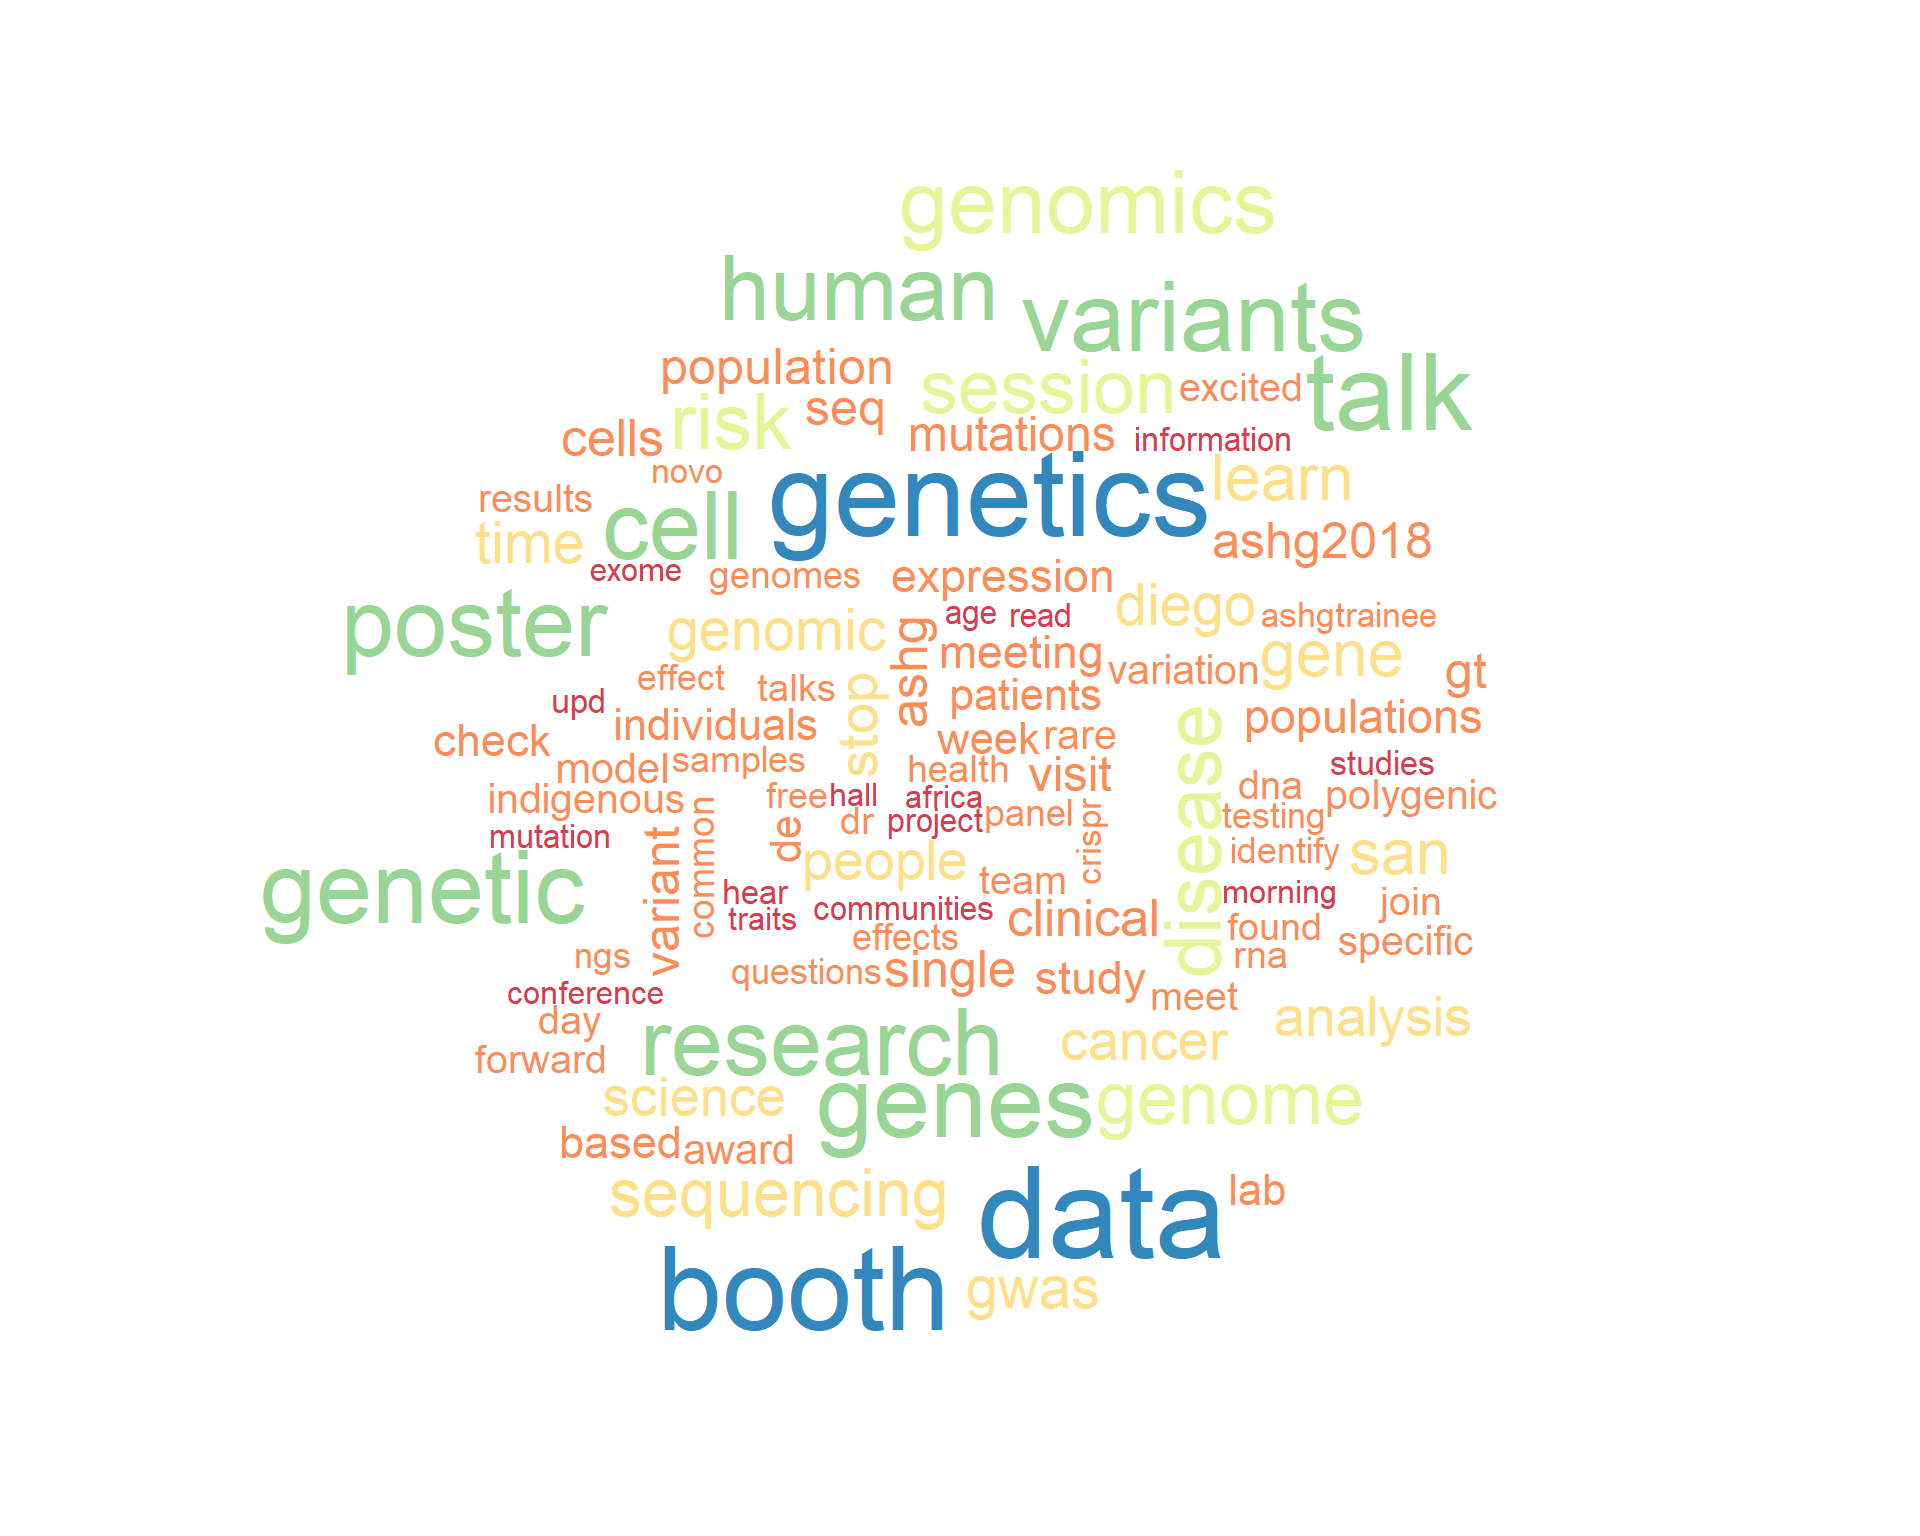 genomics
human
variants
population
session
excited
talk
risk
seq
cells
mutations
information
novo
genetics
learn
results
time
cell
ashg2018
exome
genomes
expression
age
read
diego
ashgtrainee
poster
genomic
ashg
meeting
variation
gene
gt
effect
talks
stop
patients
upd
individuals
populations
check
week
rare
disease
model
samples
health
visit
studies
indigenous
free
hall
africa
dna
polygenic
mutation
common
de
dr
project
panel
crispr
testing
genetic
variant
people
identify
san
team
hear
traits
communities
clinical
morning
join
effects
found
specific
ngs
questions
single
study
rna
conference
meet
day
research
cancer
analysis
forward
science
genes
genome
based
award
sequencing
data
lab
booth
gwas